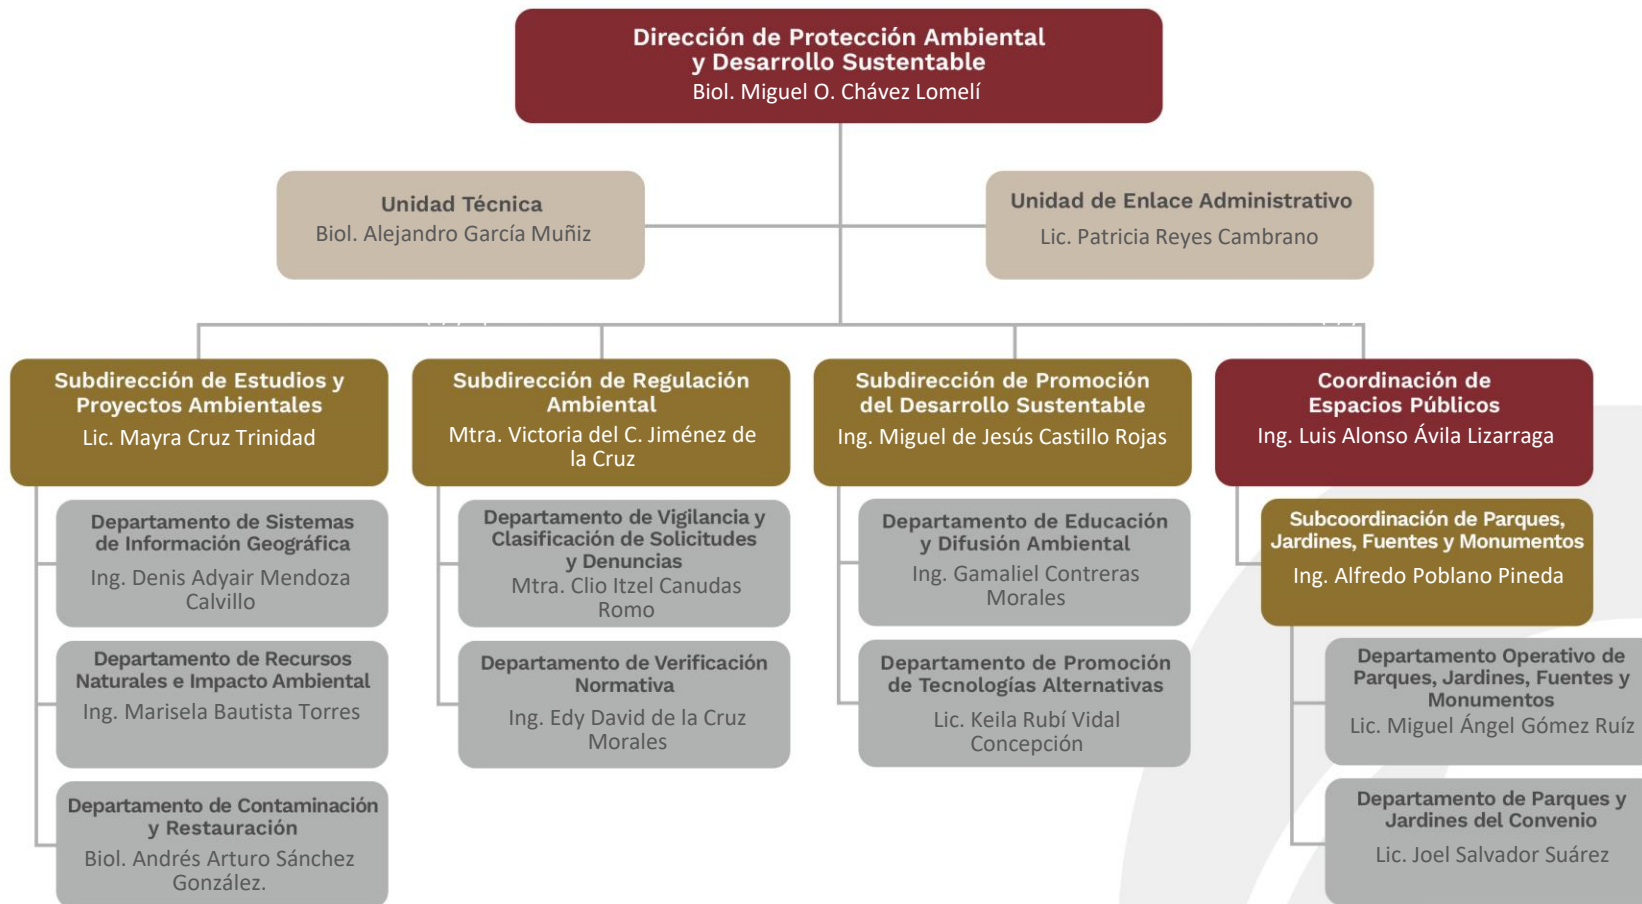 Dirección de Protección Ambiental
y Desarrollo Sustentable
Biol. Miguel O. Chávez Lomelí
Unidad Técnica
Biol. Alejandro García Muñiz
Unidad de Enlace Administrativo
Lic. Patricia Reyes Cambrano
Subdirección de Estudios y
Proyectos Ambientales
Lic. Mayra Cruz Trinidad
Departamento de Sistemas
de Información Geográfica
Ing. Denis Adyair Mendoza
Calvillo
Departamento de Recursos
Naturales e Impacto Ambiental
Ing. Marisela Bautista Torres
Departamento de Contaminación
y Restauración
Biol. Andrés Arturo Sánchez
González.
Subdirección de Regulación
Ambiental
Mtra. Victoria del C. Jiménez de
la Cruz
Departamento de Vigilancia y
Clasificación de Solicitudes
y Denuncias
Mtra. Clio Itzel Canudas
Romo
Departamento de Verificación
Normativa
Ing. Edy David de la Cruz
Morales
Subdirección de Promoción
del Desarrollo Sustentable
Ing. Miguel de Jesús Castillo Rojas
Departamento de Educación
y Difusión Ambiental
Ing. Gamaliel Contreras
Morales
Departamento de Promoción
de Tecnologías Alternativas
Lic. Keila Rubí Vidal
Concepción
Coordinación de
Espacios Públicos
Ing. Luis Alonso Ávila Lizarraga
Subcoordinación de Parques,
Jardines, Fuentes y Monumentos
Ing. Alfredo Poblano Pineda
Departamento Operativo de
Parques, Jardines, Fuentes y
Monumentos
Lic. Miguel Ángel Gómez Ruíz
Departamento de Parques y
Jardines del Convenio
Lic. Joel Salvador Suárez